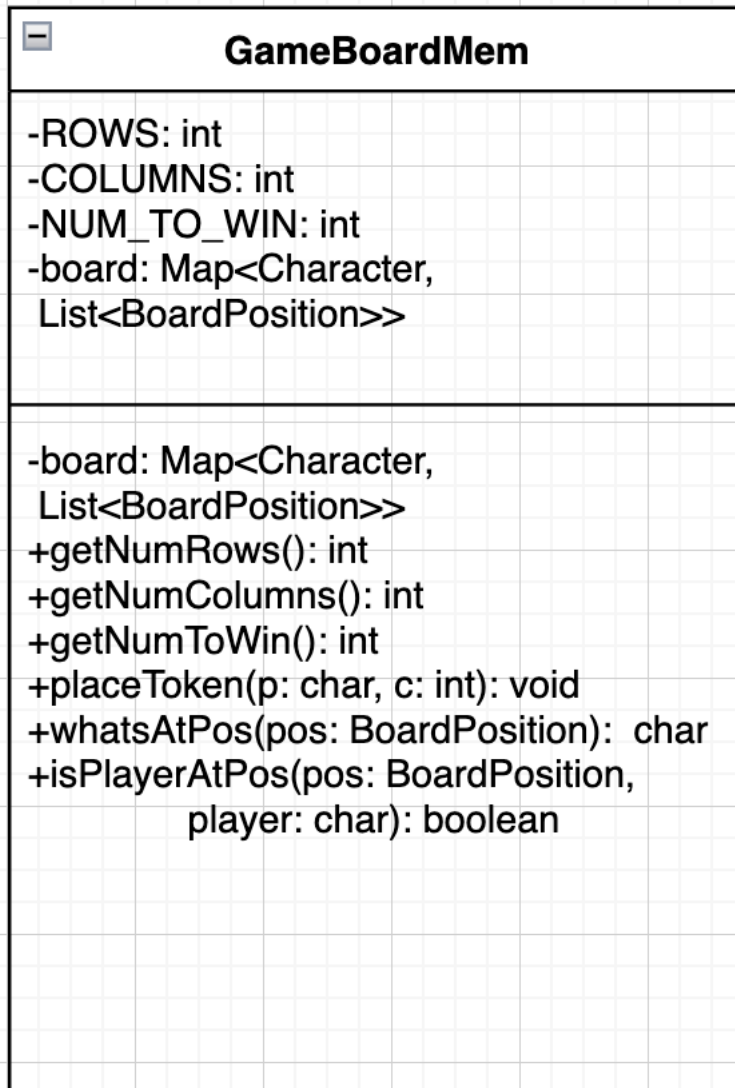 GameBoardMem
-ROWS: int
-COLUMNS: int
-NUM_TO_WIN: int
-board: Map<Character,
List<BoardPosition>>
-board: Map<Character,
List<BoardPosition>>
+getNumRows(): int
+getNumColumns(): int
+getNumToWin(): int
+placeToken(p: char, c: int): void
+whatsAtPos(pos: BoardPosition):  char
+isPlayerAtPos(pos: BoardPosition,
player: char): boolean